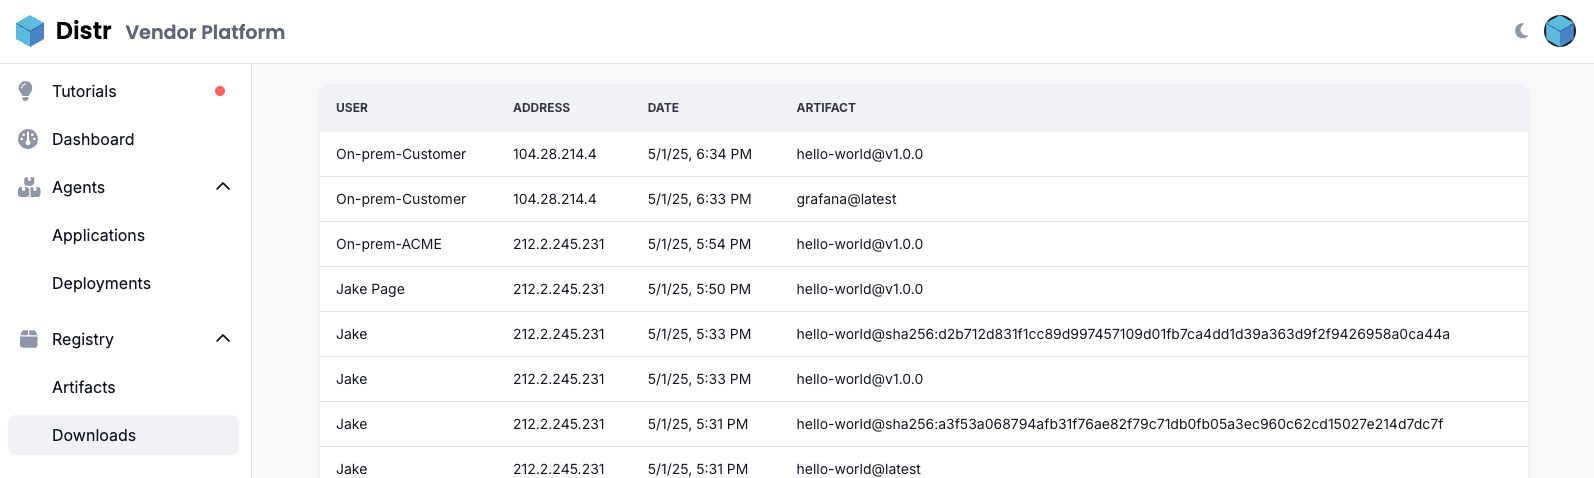 Distr Vendor Platform
Tutorials
Dashboard
Agents
Applications
Deployments
Registry
Artifacts
Downloads
USER ADDRESS DATE ARTIFACT
On-prem-Customer 104.28.214.4 5/1/25, 6:34 PM hello-world@v1.0.0
On-prem-Customer 104.28.214.4 5/1/25, 6:33 PM grafana@latest
On-prem-ACME 212.2.245.231 5/1/25, 5:54 PM hello-world@v1.0.0
Jake Page 212.2.245.231 5/1/25, 5:50 PM hello-world@v1.0.0
Jake 212.2.245.231 5/1/25, 5:33 PM hello-world@sha256:d2b712d831f1cc89d997457109d01fb7ca4dd1d39a363d9f2f9426958a0ca44a
Jake 212.2.245.231 5/1/25, 5:33 PM hello-world@v1.0.0
Jake 212.2.245.231 5/1/25, 5:31 PM hello-world@sha256:a3f53a068794afb31f76ae82f79c71db0fb05a3ec960c62cd15027e214d7dc7f
Jake 212.2.245.231 5/1/25, 5:31 PM hello-world@latest